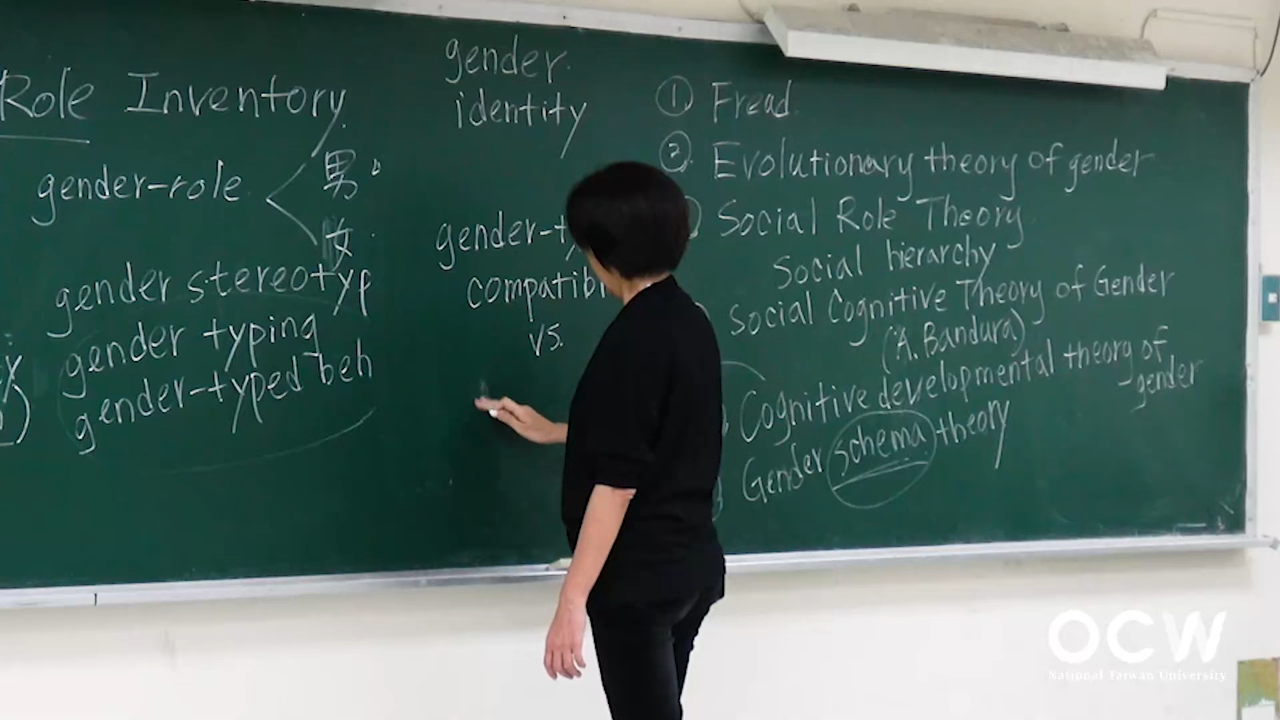 Role Inventory
gender-role
男
女
gender stereotyp
gender typing
gender-typed beh
gender
identity
gender-t
compatib
vs.
① Freud
② Evolutionary theory of gender
Social Role Theory
Social hierarchy
Social Cognitive Theory of Gender
(A. Bandura)
Cognitive developmental theory of
gender
Gender schema theory
OCW
National Taiwan University